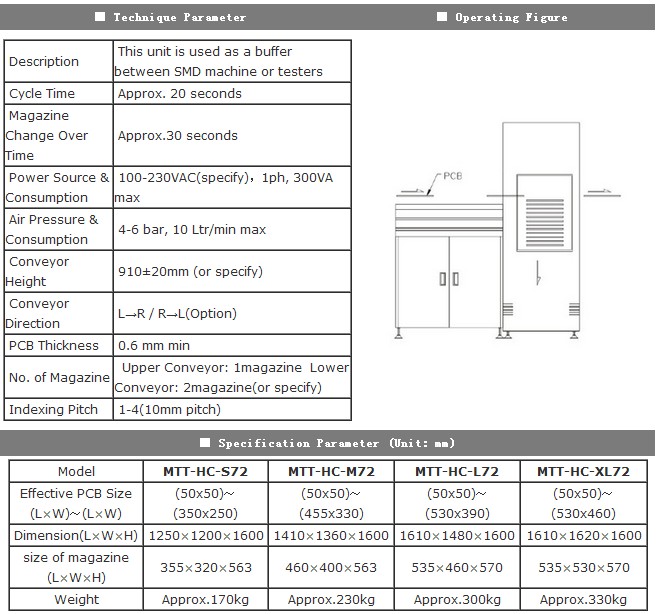 ■ Technique Parameter
■ Operating Figure
Description
This unit is used as a buffer
between SMD machine or testers
Cycle Time
Approx. 20 seconds
Magazine
Change Over
Time
Approx.30 seconds
Power Source &
Consumption
100-230VAC(specify)，1ph, 300VA
max
Air Pressure &
Consumption
4-6 bar, 10 Ltr/min max
Conveyor
Height
910±20mm (or specify)
Conveyor
Direction
L→R / R→L(Option)
PCB Thickness
0.6 mm min
No. of Magazine
Upper Conveyor: 1magazine Lower
Conveyor: 2magazine(or specify)
Indexing Pitch
1-4(10mm pitch)
PCB
■ Specification Parameter (Unit: mm)
Model
MTT-HC-S72
MTT-HC-M72
MTT-HC-L72
MTT-HC-XL72
Effective PCB Size
(L×W)～(L×W)
(50x50)～
(350x250)
(50x50)～
(455x330)
(50x50)～
(530x390)
(50x50)～
(530x460)
Dimension(L×W×H)
1250×1200×1600
1410×1360×1600
1610×1480×1600
1610×1620×1600
size of magazine
(L×W×H)
355×320×563
460×400×563
535×460×570
535×530×570
Weight
Approx.170kg
Approx.230kg
Approx.300kg
Approx.330kg